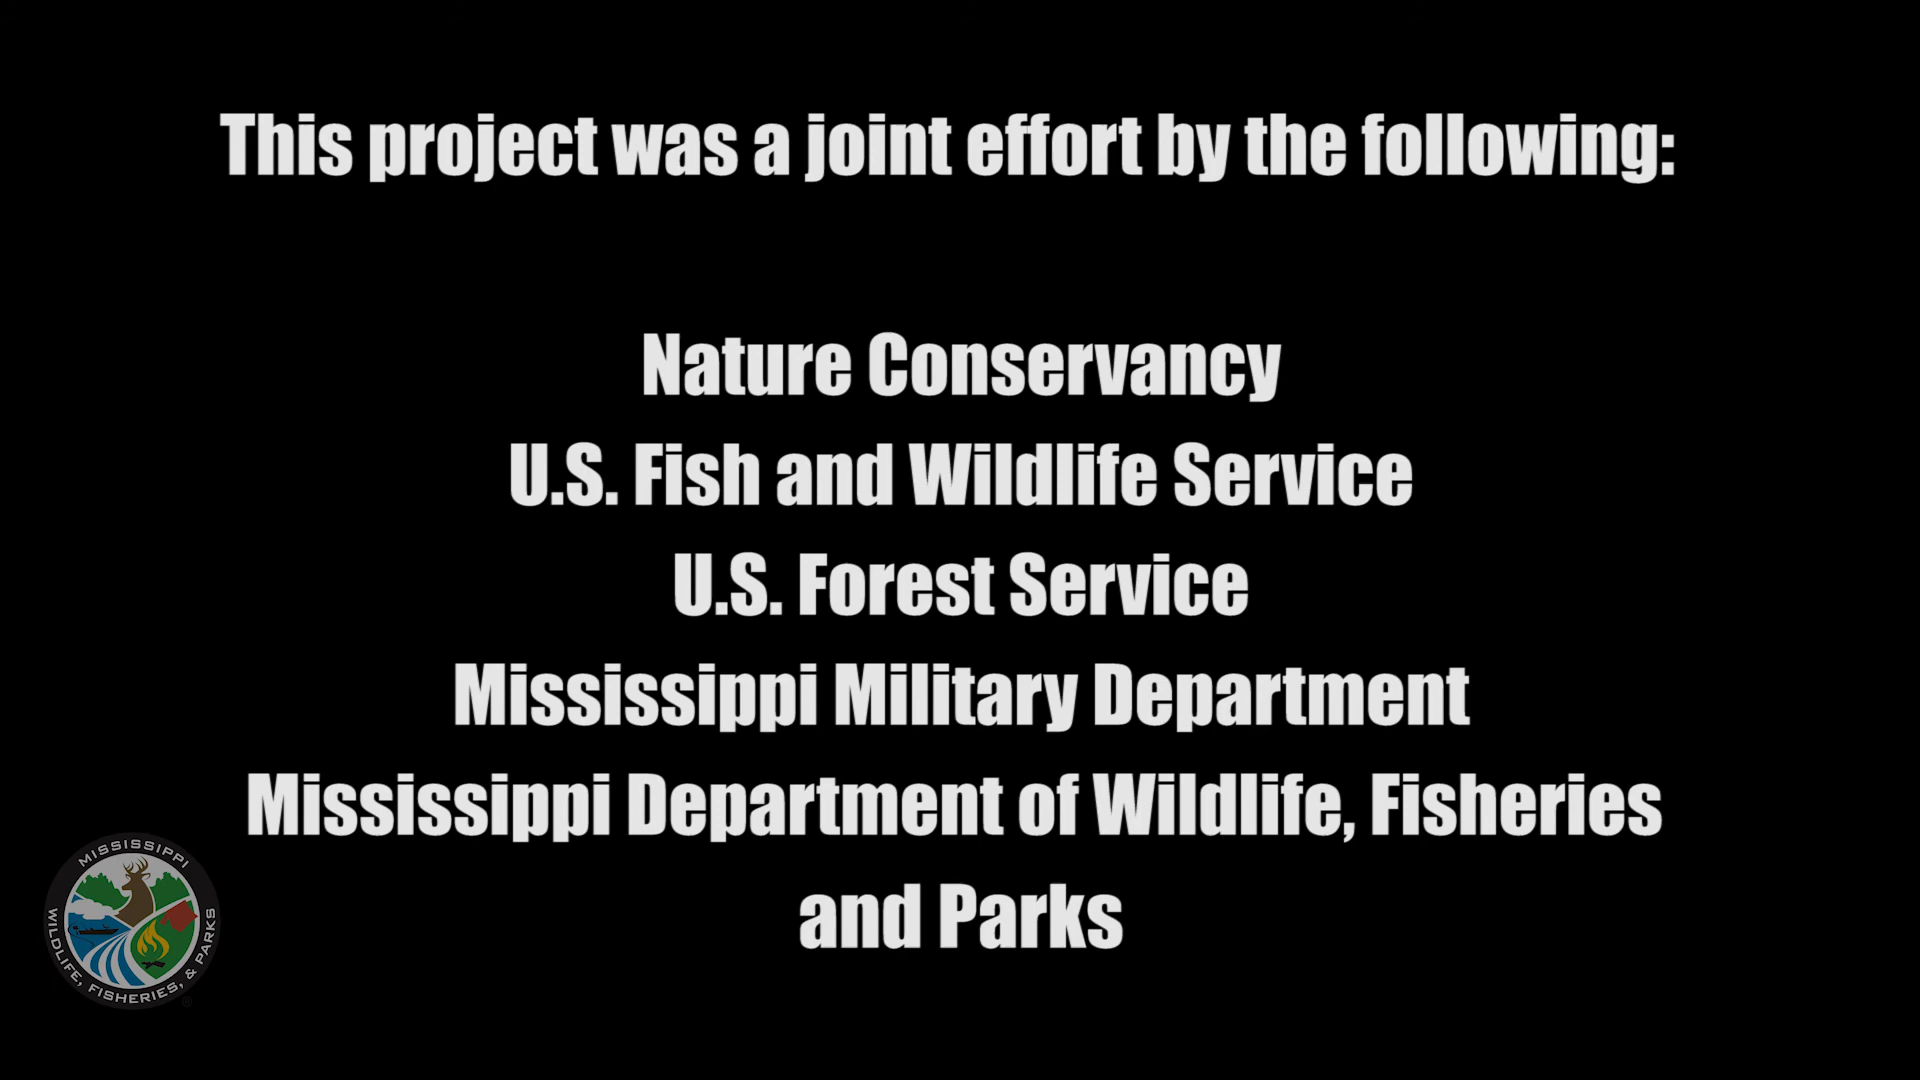 This project was a joint effort by the following:
Nature Conservancy
U.S. Fish and Wildlife Service
U.S. Forest Service
Mississippi Military Department
Mississippi Department of Wildlife, Fisheries
and Parks
MISSISSIPPI
WILDLIFE, FISHERIES, & PARKS
®